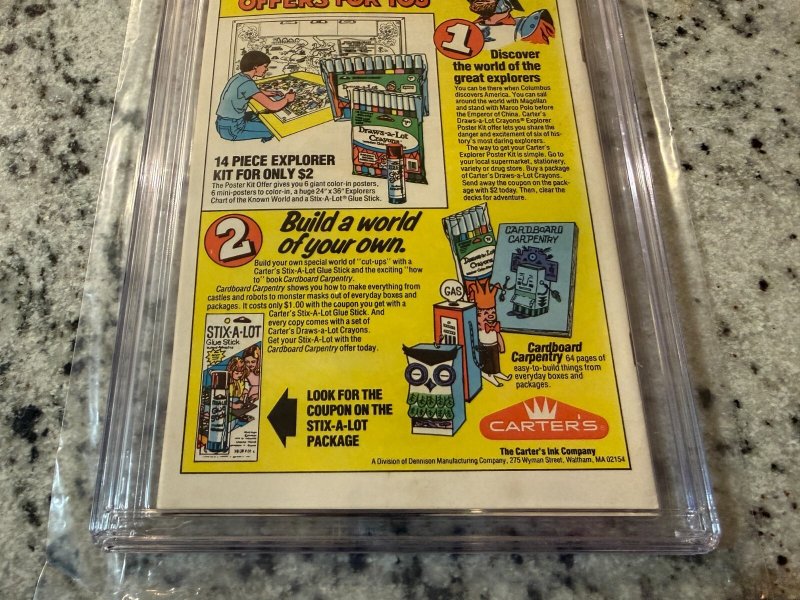 OFFERS FOR YOU
1
Discover
the world of the
great explorers
You can be there when Columbus
discovers America. You can sail
around the world with Magellan
and stand with Marco Polo before
the Emperor of China. Carter's
Draws-a-Lot Crayons® Explorer
Poster Kit offer lets you share the
danger and excitement of six of his-
tory's most daring explorers.
The way to get your Carter's
Explorer Poster Kit is simple. Go to
your local supermarket, stationery,
variety or drug store. Buy a package
of Carter's Draws-a-Lot Crayons.
Send away the coupon on the pack-
age with $2 today. Then, clear the
decks for adventure.
Draws-a-Lot
Crayons
14 PIECE EXPLORER
KIT FOR ONLY $2
The Poster Kit Offer gives you 6 giant color-in posters,
6 mini-posters to color-in, a huge 24" x 36" Explorers
Chart of the Known World and a Stix-A-Lot® Glue Stick.
2
Build a world
of your own.
Build your own special world of "cut-ups" with a
Carter's Stix-A-Lot Glue Stick and the exciting "how
to" book Cardboard Carpentry.
Cardboard Carpentry shows you how to make everything from
castles and robots to monster masks out of everyday boxes and
packages. It costs only $1.00 with the coupon you get with a
Carter's Stix-A-Lot Glue Stick. And
every copy comes with a set of
Carter's Draws-a-Lot Crayons.
Get your Stix-A-Lot with the
Cardboard Carpentry offer today.
STIX-A-LOT
Glue Stick
LOOK FOR THE
COUPON ON THE
STIX-A-LOT
PACKAGE
Draws-a-Lot
CARDBOARD
CARPENTRY
GAS
Cardboard
Carpentry 64 pages of
easy-to-build things from
everyday boxes and
packages.
CARTER'S
The Carter's Ink Company
A Division of Dennison Manufacturing Company, 275 Wyman Street, Waltham, MA 02154